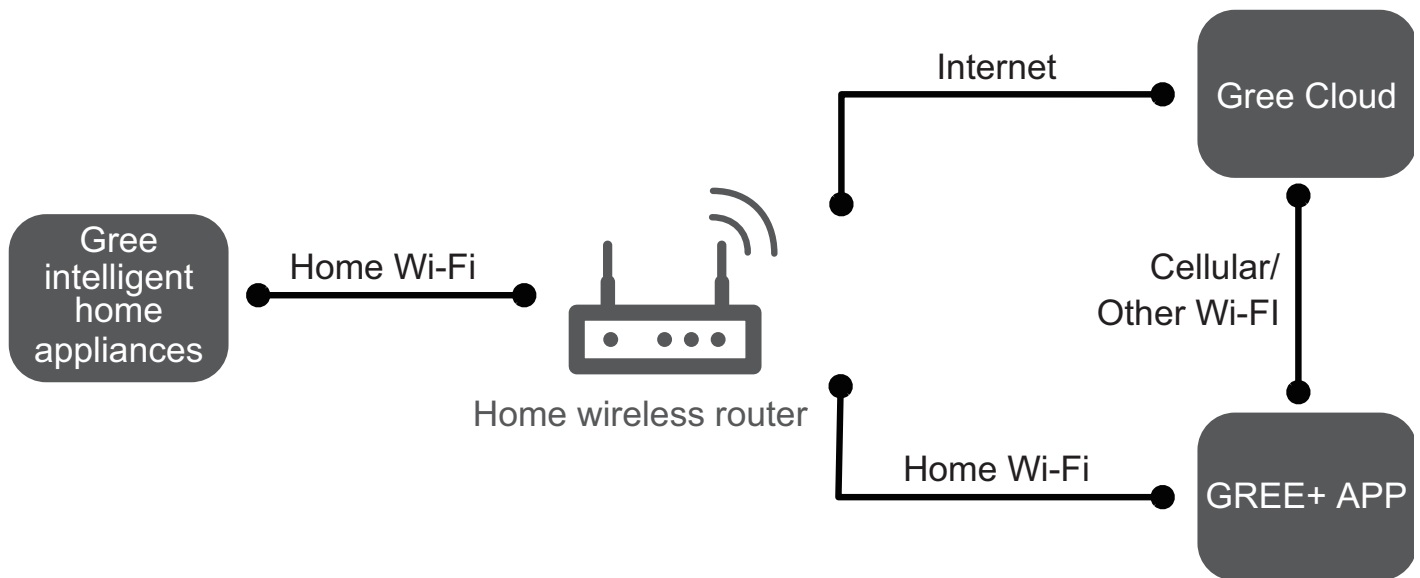 Internet
Gree Cloud
Gree
intelligent
home
appliances
Home Wi-Fi
Cellular/
Other Wi-FI
Home wireless router
Home Wi-Fi
GREE+ APP